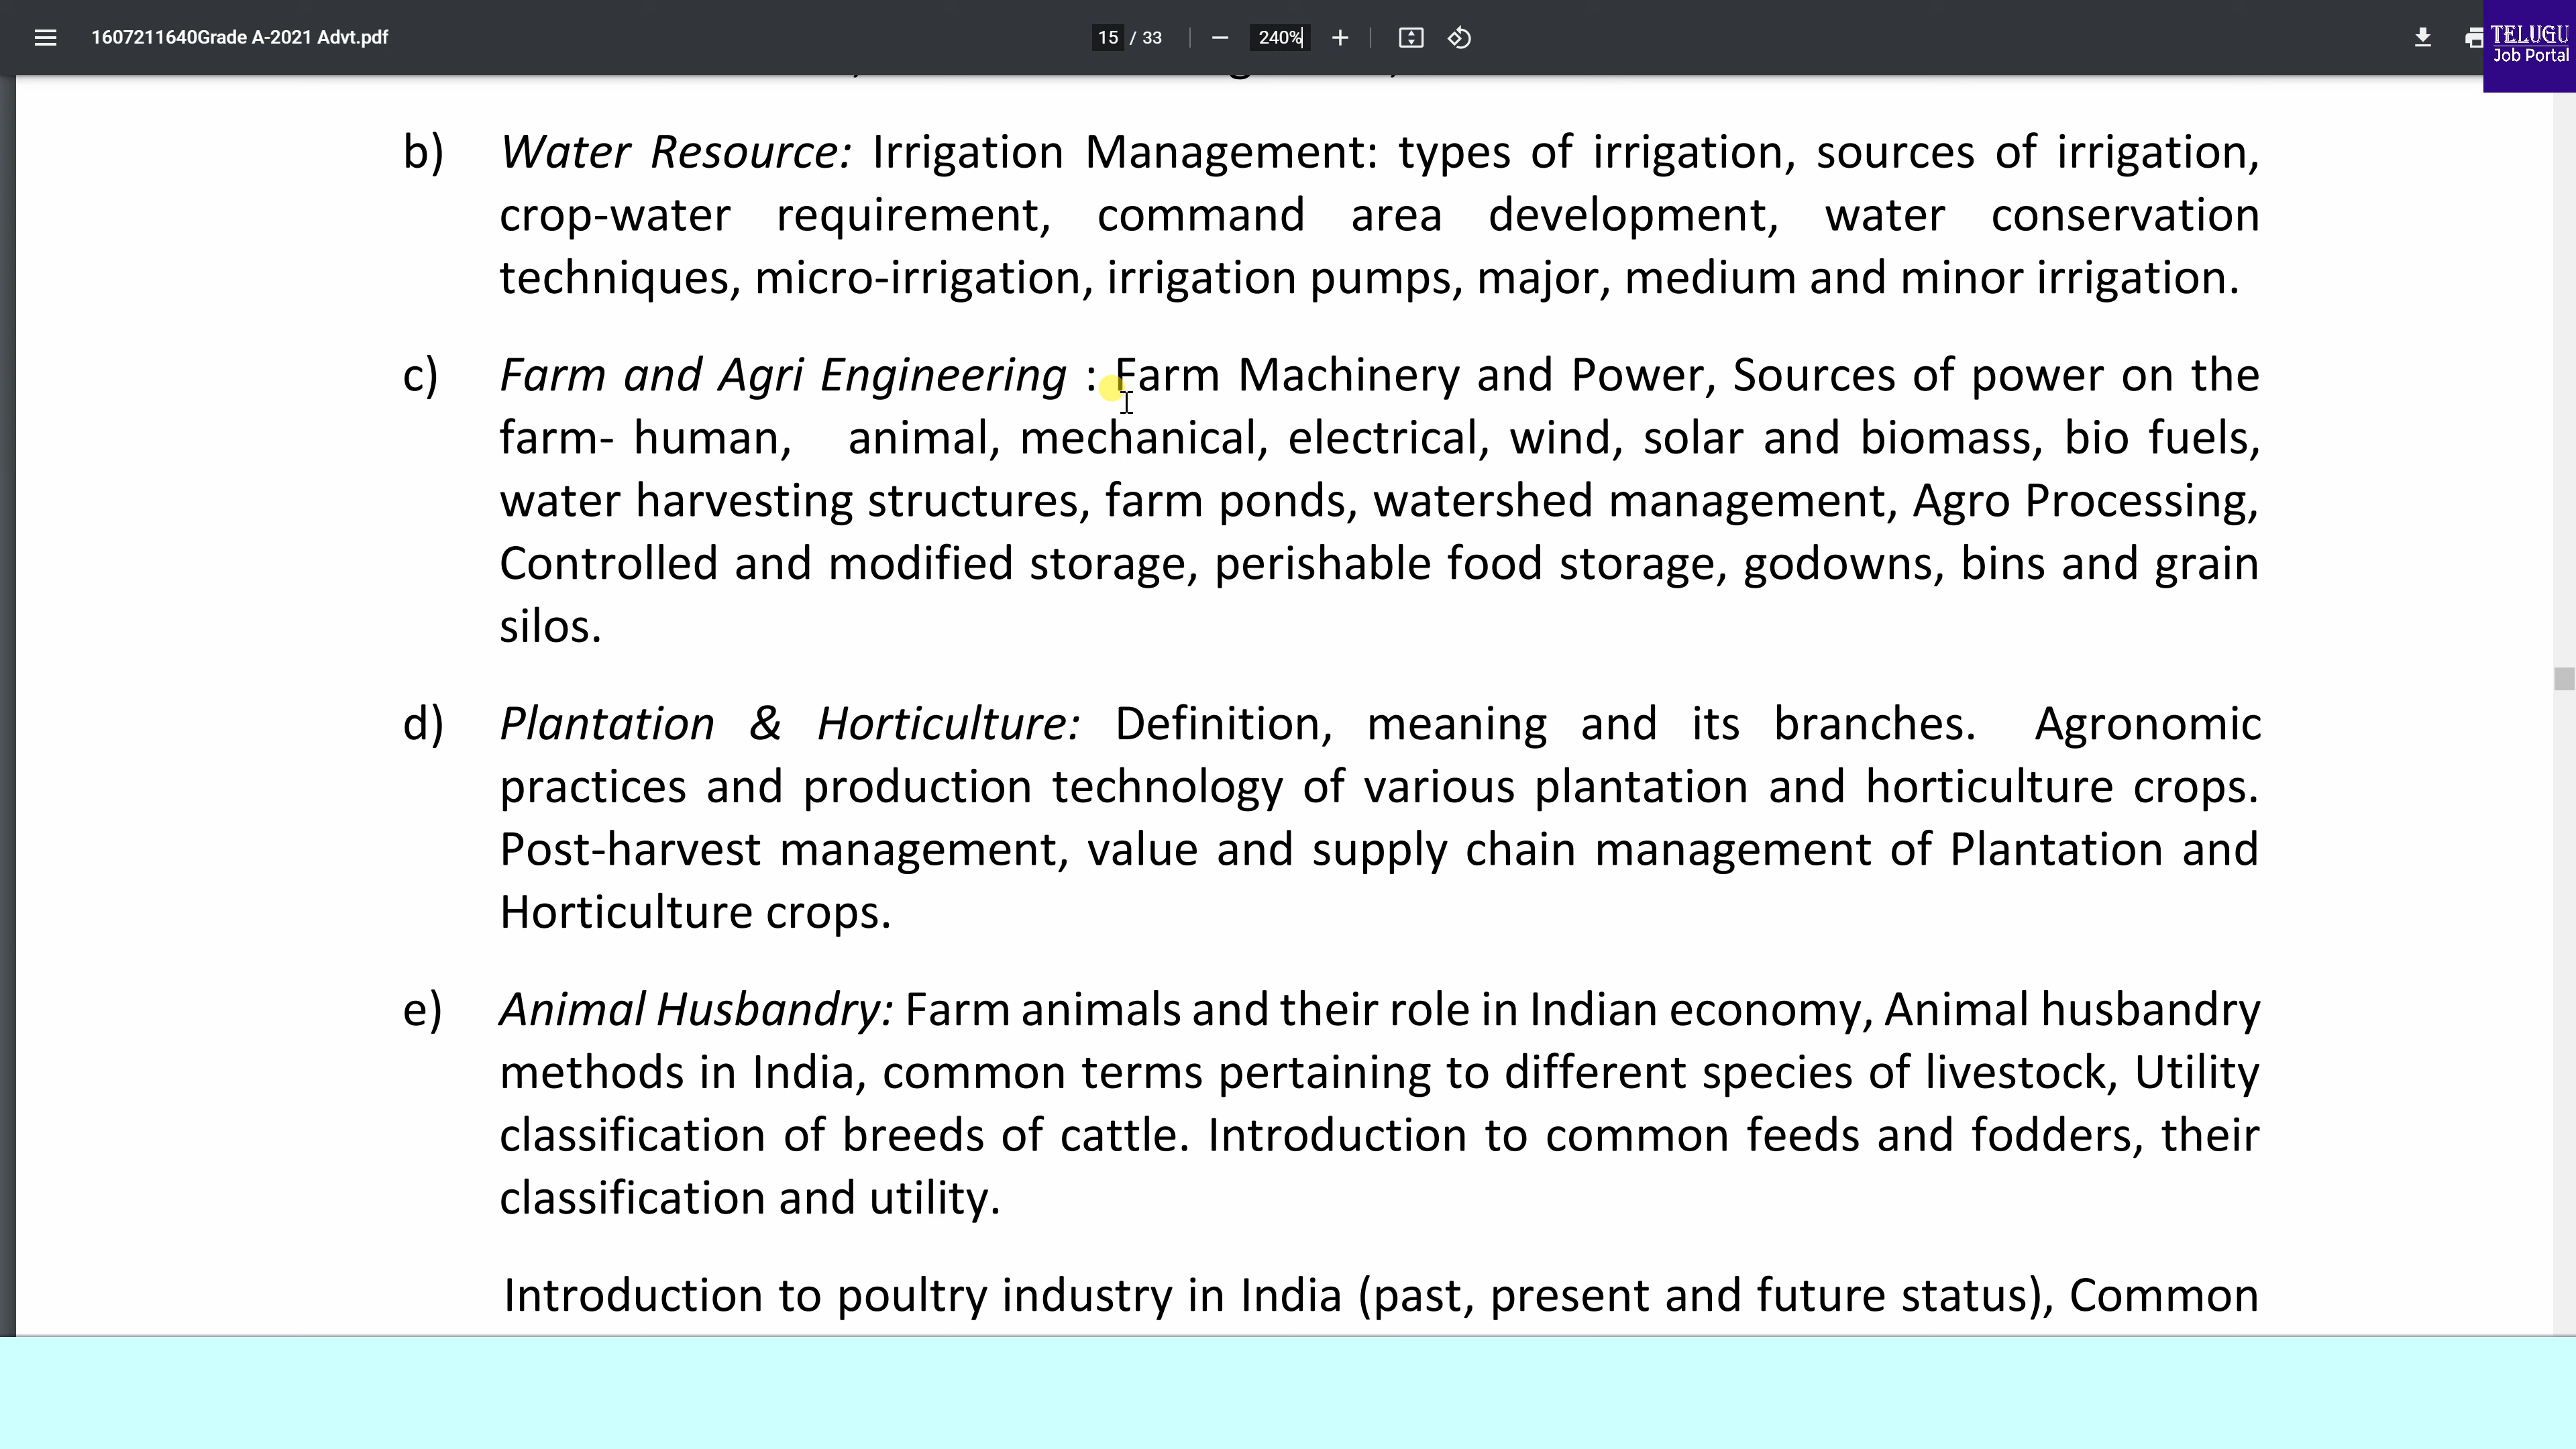 1607211640Grade A-2021 Advt.pdf
15 / 33
240%
TELUGU
Job Portal
b) Water Resource: Irrigation Management: types of irrigation, sources of irrigation,
crop-water requirement, command area development, water conservation
techniques, micro-irrigation, irrigation pumps, major, medium and minor irrigation.
c) Farm and Agri Engineering : Farm Machinery and Power, Sources of power on the
farm- human, animal, mechanical, electrical, wind, solar and biomass, bio fuels,
water harvesting structures, farm ponds, watershed management, Agro Processing,
Controlled and modified storage, perishable food storage, godowns, bins and grain
silos.
d) Plantation & Horticulture: Definition, meaning and its branches. Agronomic
practices and production technology of various plantation and horticulture crops.
Post-harvest management, value and supply chain management of Plantation and
Horticulture crops.
e) Animal Husbandry: Farm animals and their role in Indian economy, Animal husbandry
methods in India, common terms pertaining to different species of livestock, Utility
classification of breeds of cattle. Introduction to common feeds and fodders, their
classification and utility.
Introduction to poultry industry in India (past, present and future status), Common